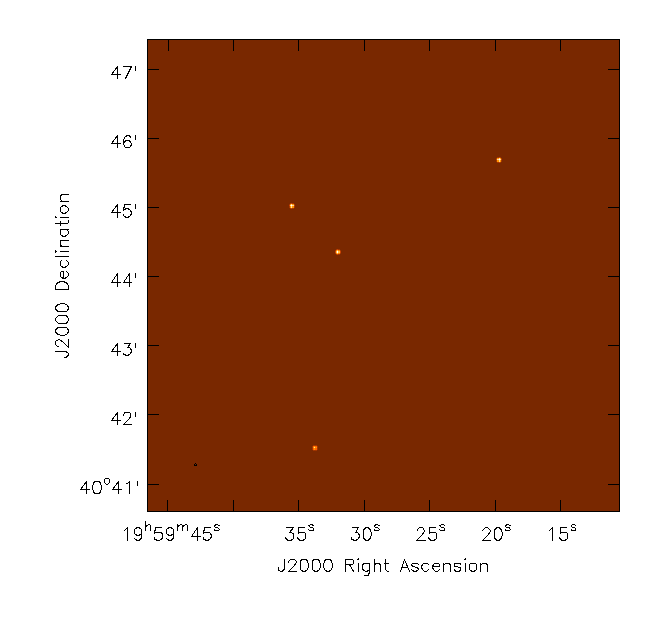 47'
46'
45'
44'
43'
42'
40°41'
19ʰ59ᵐ45ˢ 35ˢ 30ˢ 25ˢ 20ˢ 15ˢ
J2000 Right Ascension
J2000 Declination